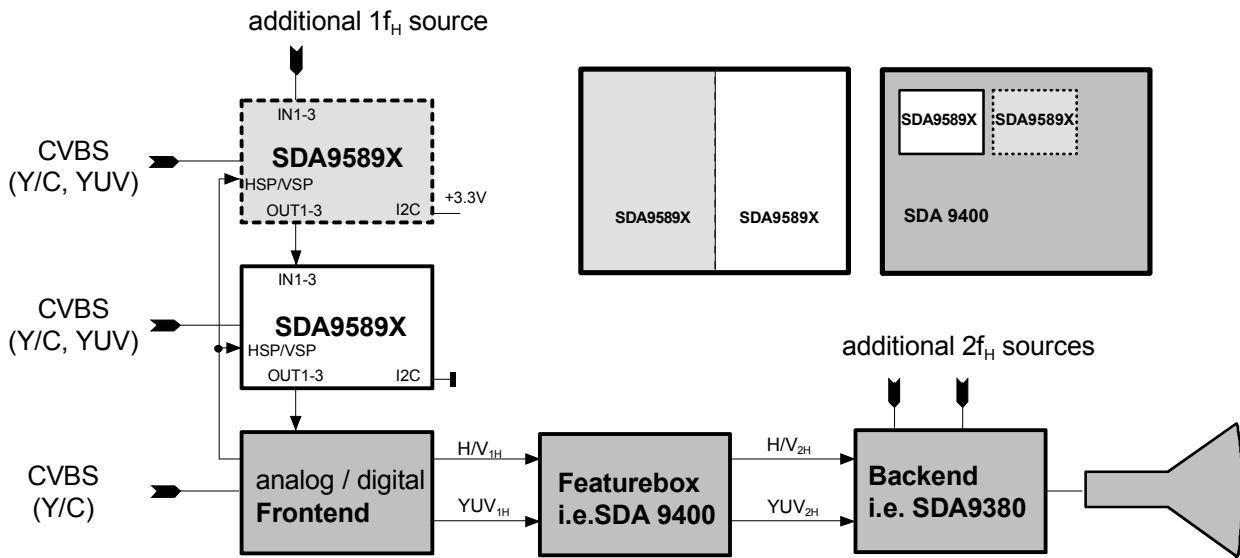 additional 1fH source
IN1-3
CVBS
(Y/C, YUV)
SDA9589X
HSP/VSP
+3.3V
OUT1-3
I2C
SDA9589X
SDA9589X
SDA9589X
SDA9589X
SDA 9400
IN1-3
CVBS
(Y/C, YUV)
SDA9589X
HSP/VSP
OUT1-3
I2C
additional 2fH sources
CVBS
(Y/C)
analog / digital
Frontend
H/V1H
YUV1H
Featurebox
i.e.SDA 9400
H/V2H
YUV2H
Backend
i.e. SDA9380